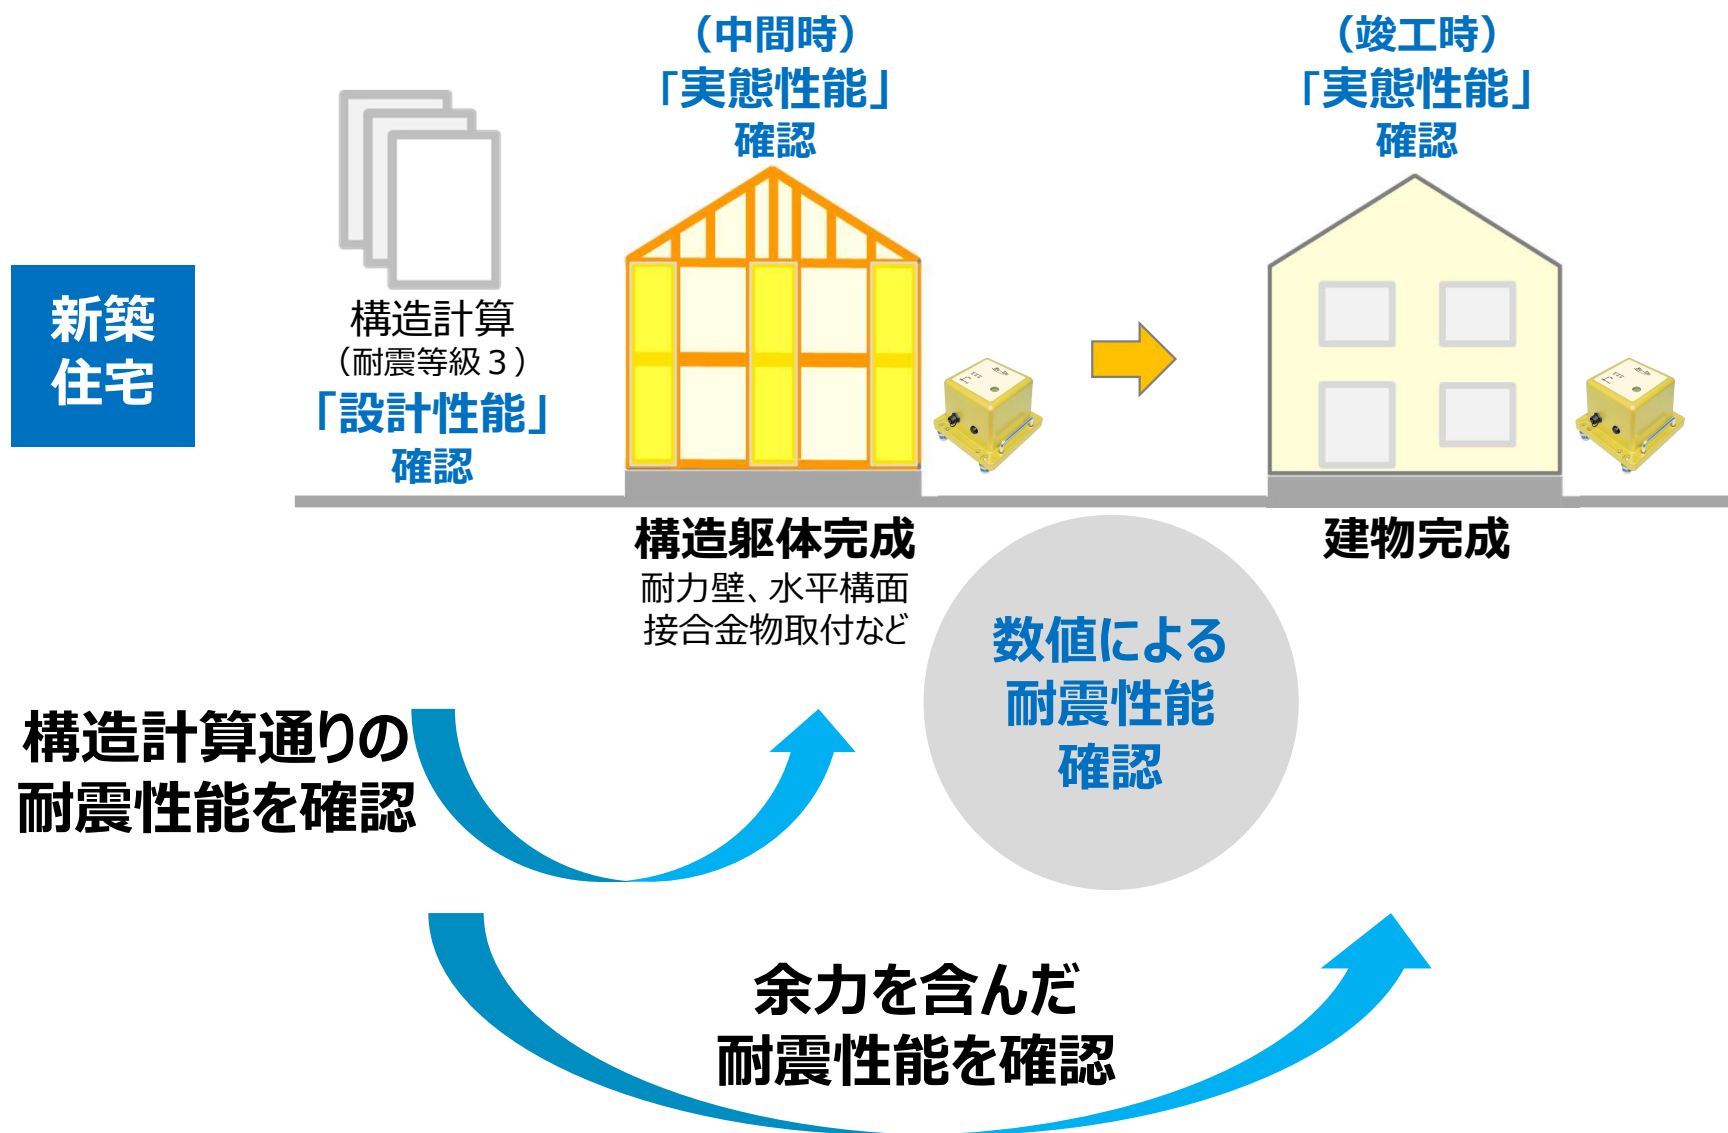 新築
住宅
構造計算
（耐震等級３）
「設計性能」
確認
（中間時）
「実態性能」
確認
（竣工時）
「実態性能」
確認
構造躯体完成
耐力壁、水平構面
接合金物取付など
建物完成
数値による
耐震性能
確認
構造計算通りの
耐震性能を確認
余力を含んだ
耐震性能を確認